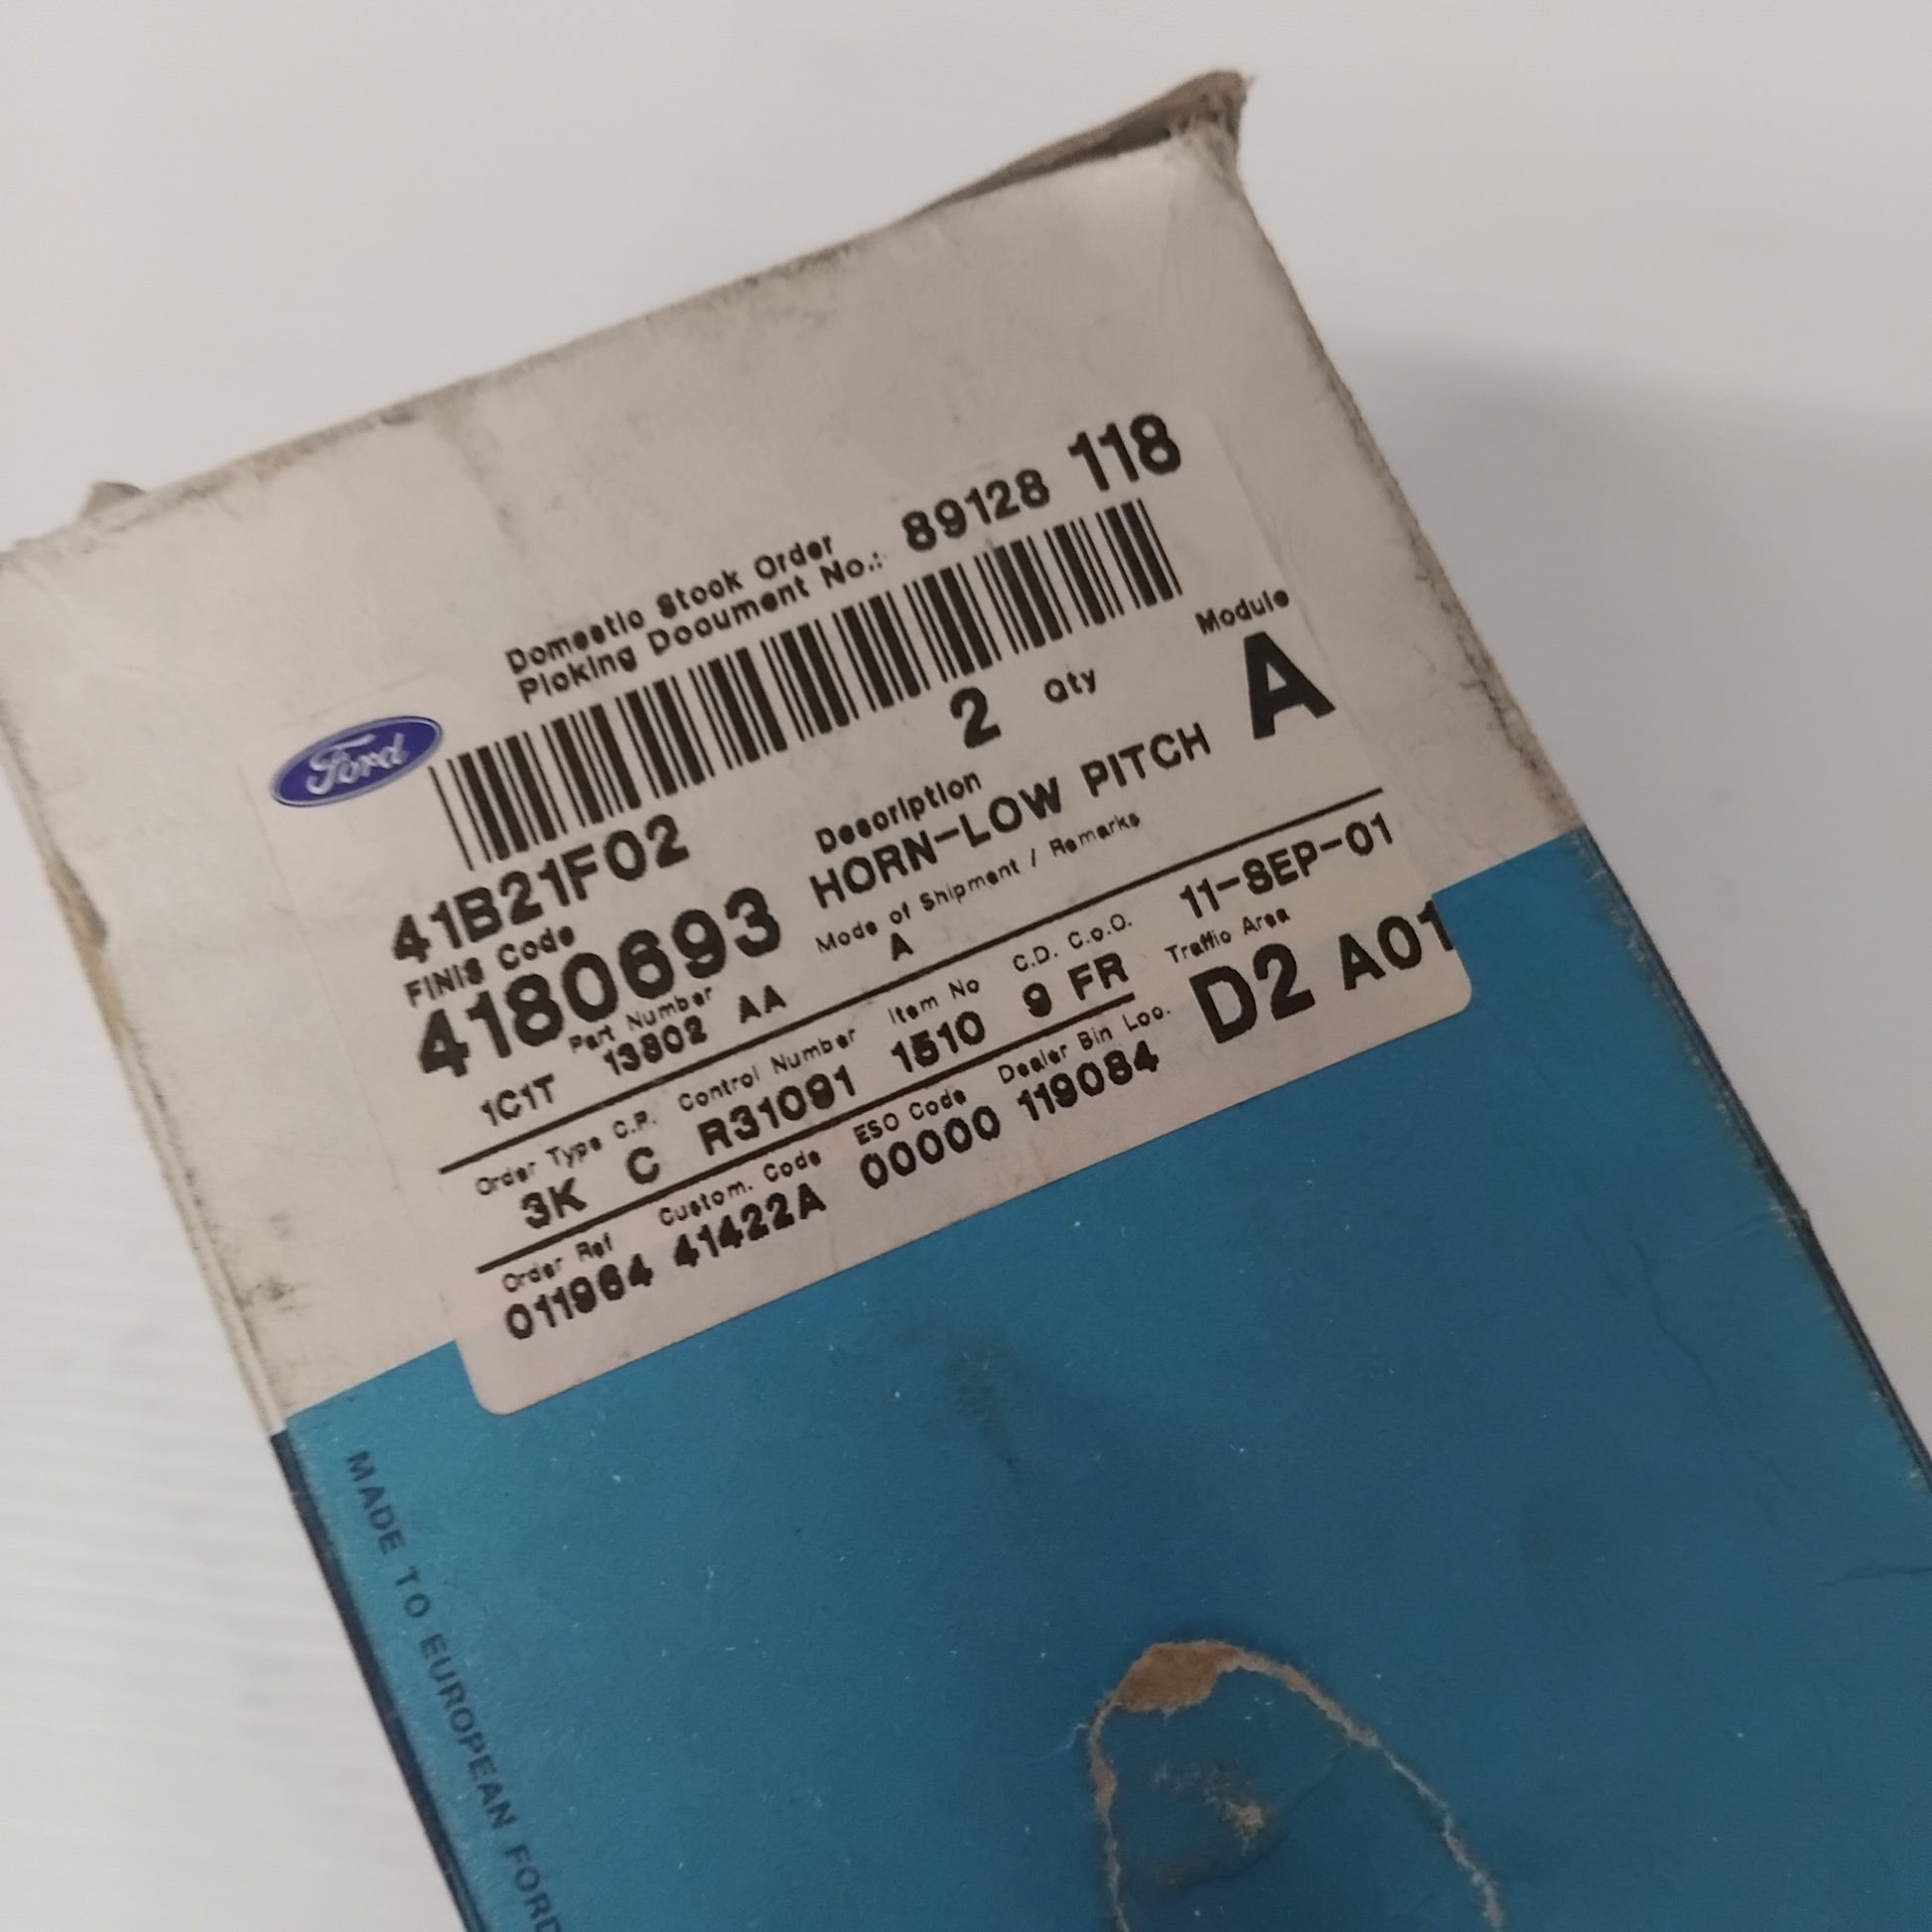 Domestic Stock Order
Picking Document No.: 89128 118
Ford
Module
A
2 Qty
41B21F02
Description
HORN-LOW PITCH
FINIS Code
4180693
Mode of Shipment / Remarks
A
Part Number
1C1T 13802 AA
11-SEP-01
Order Type C.P. Control Number Item No C.D. C.o.O. Traffic Area
3K C R31091 1510 9 FR D2 A01
Order Ref Custom. Code ESO Code Dealer Bin Loc.
011964 41422A 00000 119084
MADE TO EUROPEAN FORD